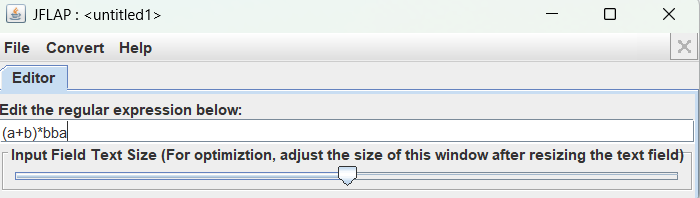 JFLAP : <untitled1>
File Convert Help
Editor
Edit the regular expression below:
(a+b)*bba
Input Field Text Size (For optimiztion, adjust the size of this window after resizing the text field)